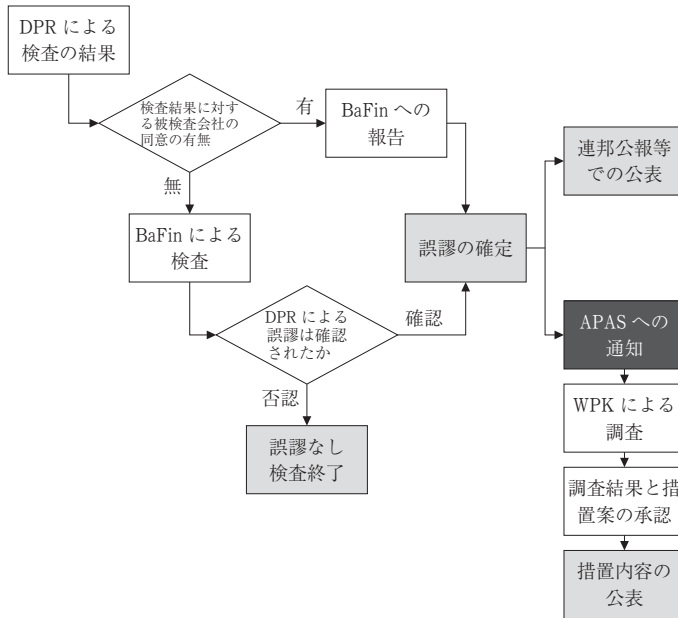 DPR による
検査の結果
検査結果に対す
る被検査会社の
同意の有無
有
BaFin への
報告
連邦公報等
での公表
無
BaFin による
検査
誤謬の確定
DPR による
誤謬は確認
されたか
確認
APAS への
通知
否認
誤謬なし
検査終了
WPK による
調査
調査結果と措
置案の承認
措置内容の
公表